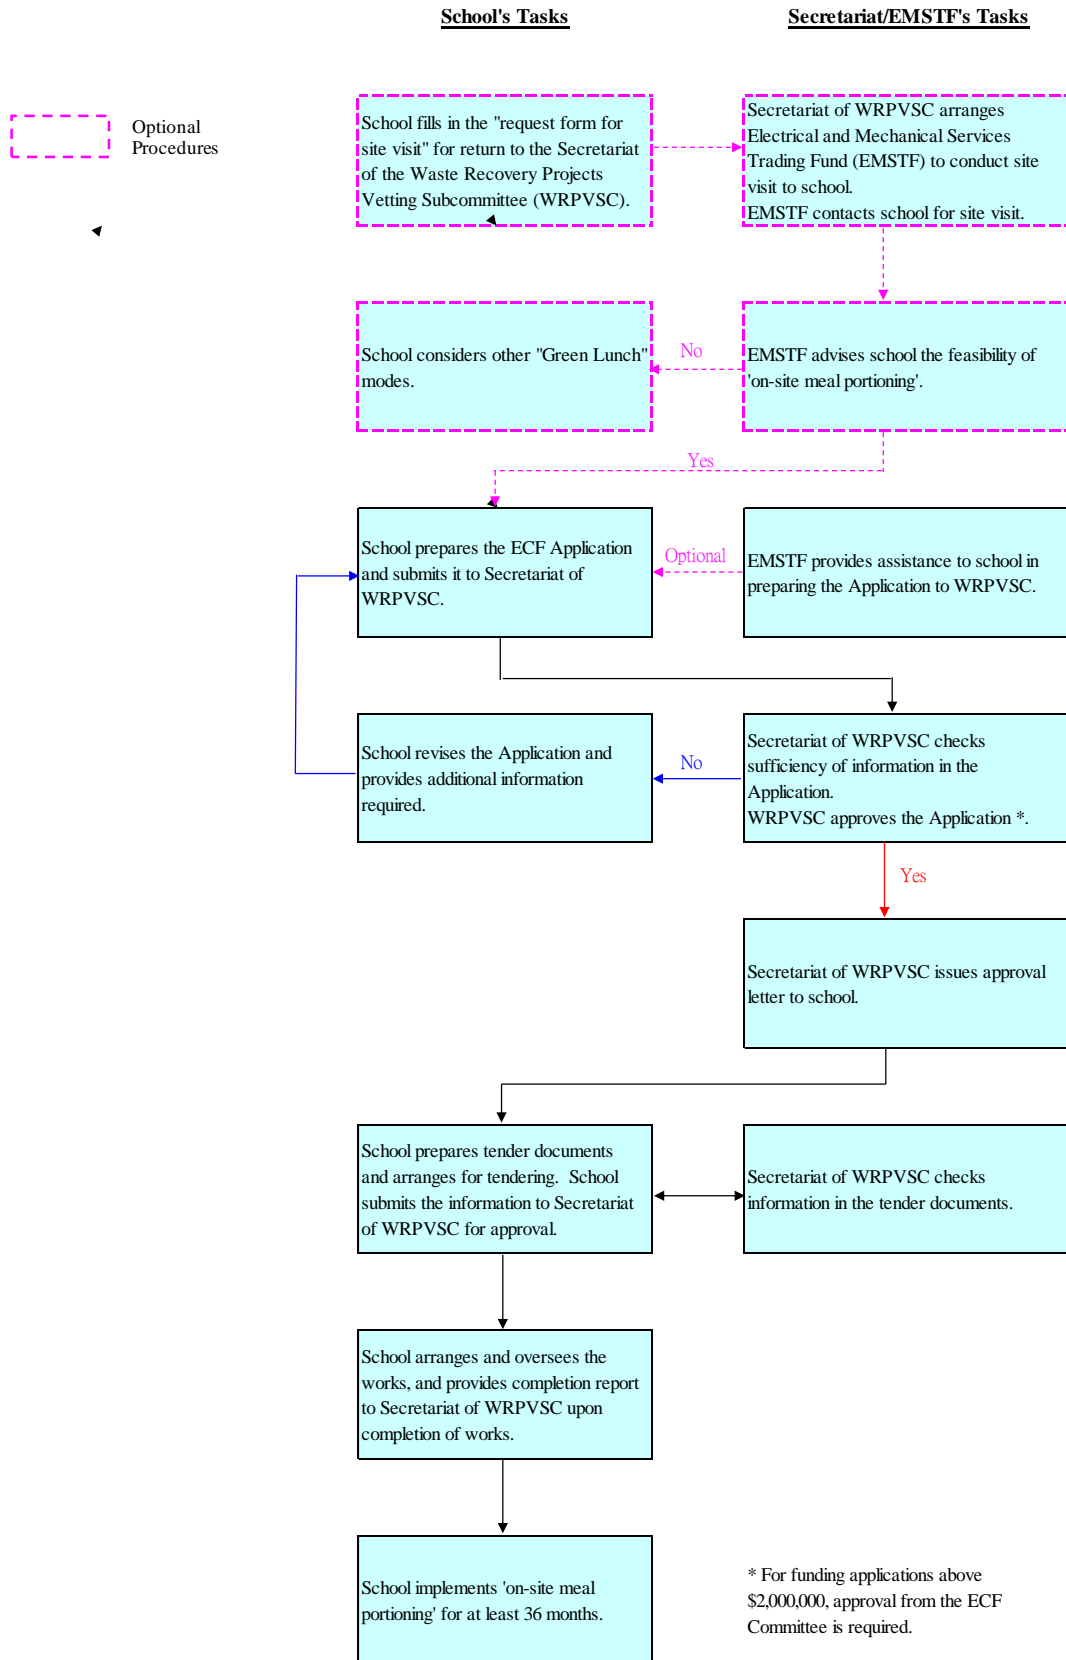 School's Tasks
Secretariat/EMSTF's Tasks
Optional
Procedures
School fills in the "request form for
site visit" for return to the Secretariat
of the Waste Recovery Projects
Vetting Subcommittee (WRPVSC).
Secretariat of WRPVSC arranges
Electrical and Mechanical Services
Trading Fund (EMSTF) to conduct site
visit to school.
EMSTF contacts school for site visit.
School considers other "Green Lunch"
modes.
No
EMSTF advises school the feasibility of
'on-site meal portioning'.
Yes
School prepares the ECF Application
and submits it to Secretariat of
WRPVSC.
Optional
EMSTF provides assistance to school in
preparing the Application to WRPVSC.
School revises the Application and
provides additional information
required.
No
Secretariat of WRPVSC checks
sufficiency of information in the
Application.
WRPVSC approves the Application *.
Yes
Secretariat of WRPVSC issues approval
letter to school.
School prepares tender documents
and arranges for tendering.  School
submits the information to Secretariat
of WRPVSC for approval.
Secretariat of WRPVSC checks
information in the tender documents.
School arranges and oversees the
works, and provides completion report
to Secretariat of WRPVSC upon
completion of works.
School implements 'on-site meal
portioning' for at least 36 months.
* For funding applications above
$2,000,000, approval from the ECF
Committee is required.